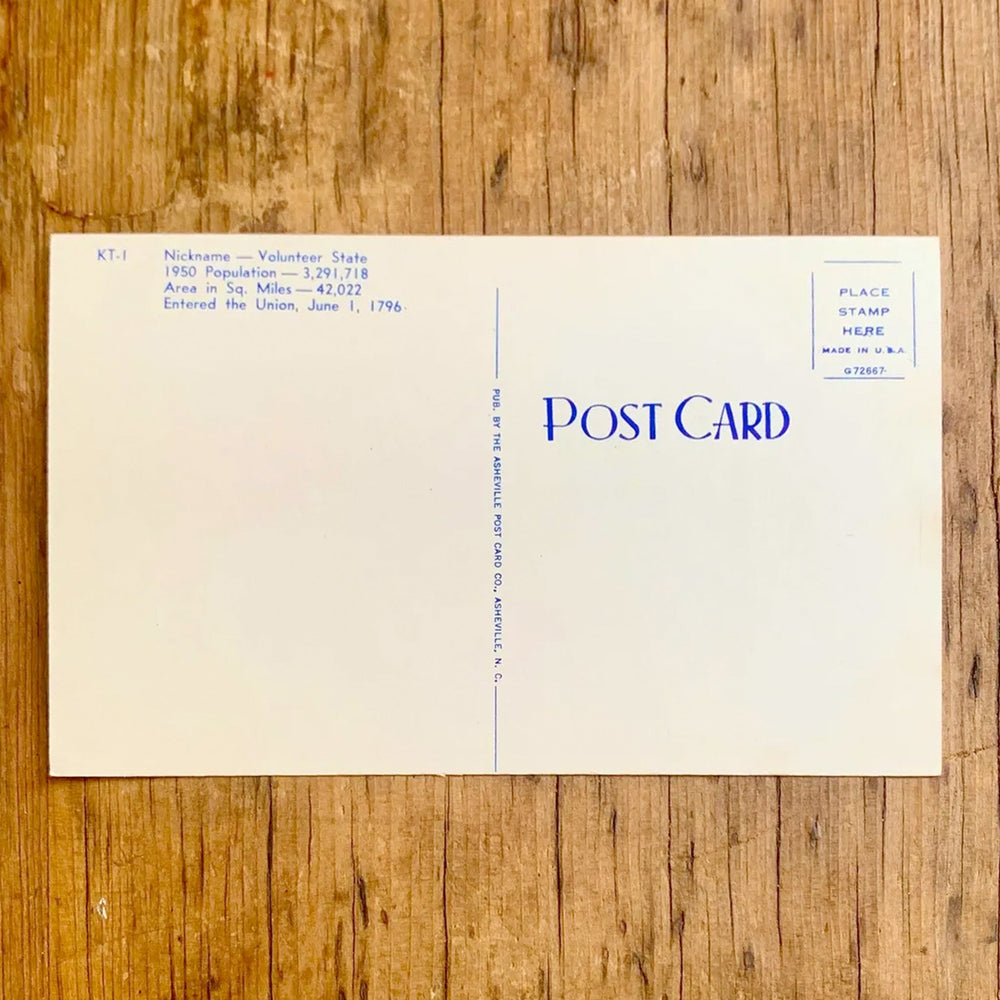 KT-1
Nickname — Volunteer State
1950 Population — 3,291,718
Area in Sq. Miles — 42,022
Entered the Union, June 1, 1796
PUB. BY THE ASHEVILLE POST CARD CO., ASHEVILLE, N. C.
POST CARD
PLACE
STAMP
HERE
MADE IN U.S.A.
G72667